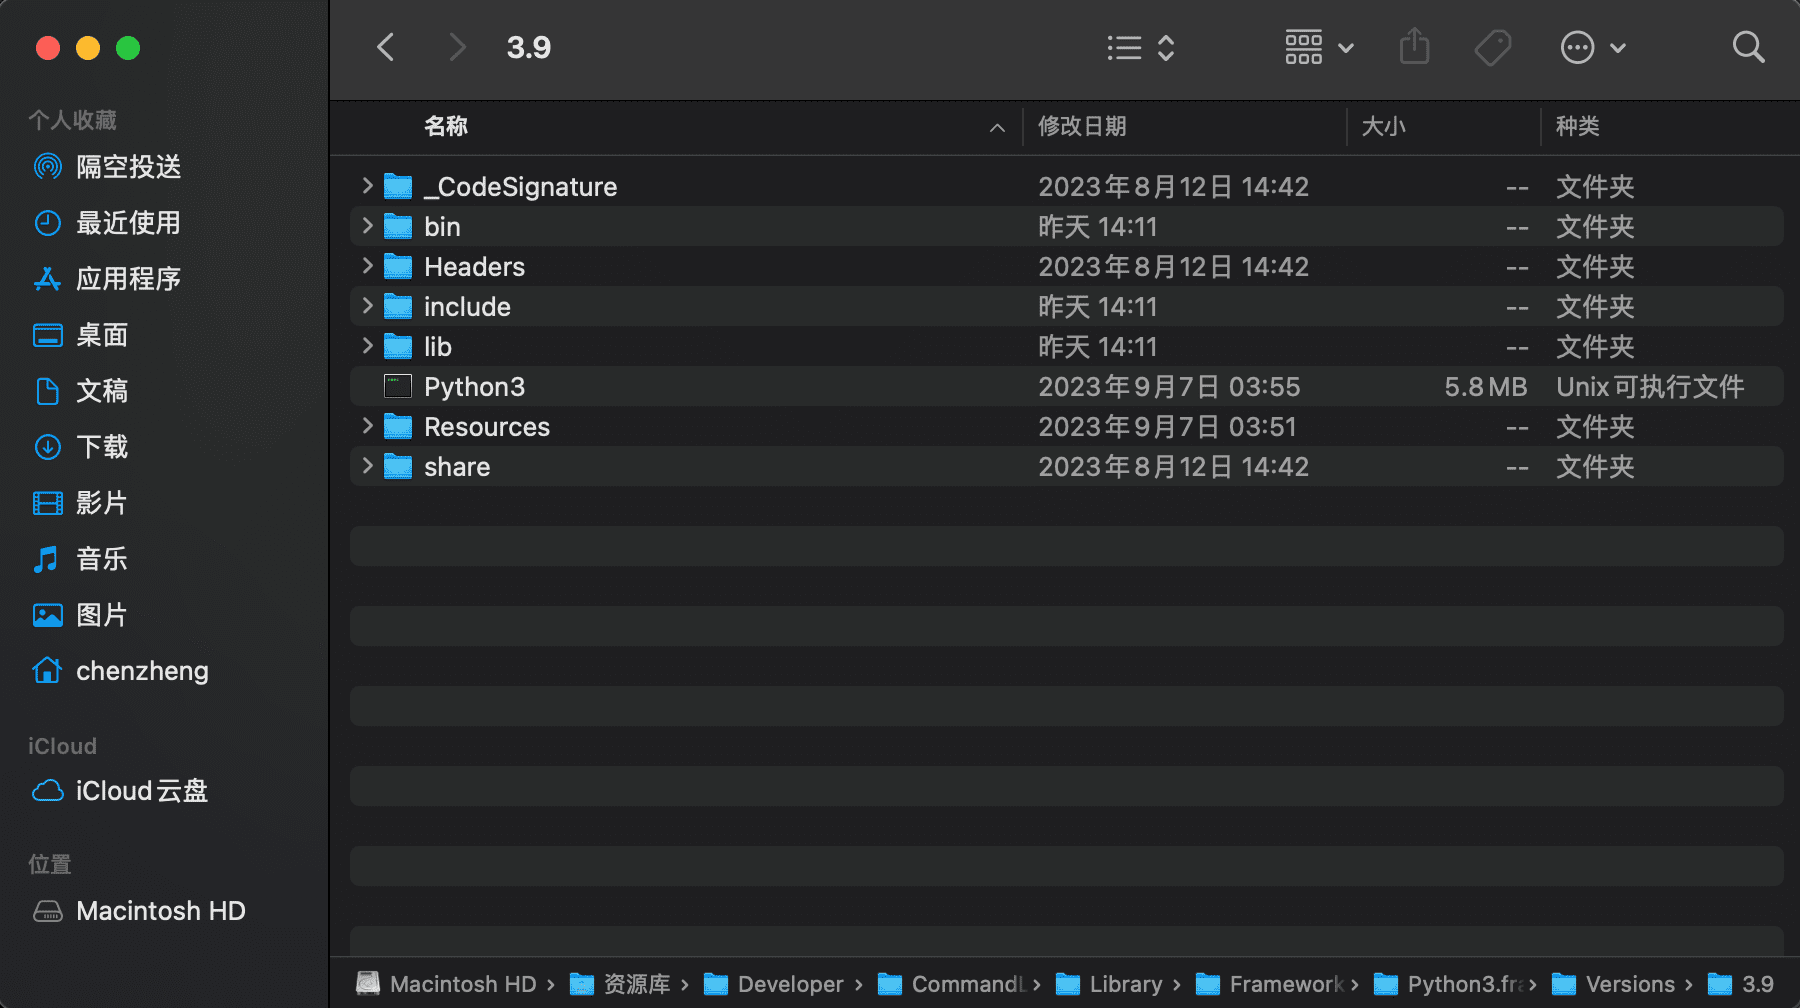 3.9
个人收藏
隔空投送
最近使用
应用程序
桌面
文稿
下载
影片
音乐
图片
chenzheng
iCloud
iCloud云盘
位置
Macintosh HD
名称 修改日期 大小 种类
_CodeSignature 2023年8月12日 14:42 -- 文件夹
bin 昨天 14:11 -- 文件夹
Headers 2023年8月12日 14:42 -- 文件夹
include 昨天 14:11 -- 文件夹
lib 昨天 14:11 -- 文件夹
Python3 2023年9月7日 03:55 5.8 MB Unix可执行文件
Resources 2023年9月7日 03:51 -- 文件夹
share 2023年8月12日 14:42 -- 文件夹
Macintosh HD › 资源库 › Developer › CommandL › Library › Framework › Python3.fra › Versions › 3.9